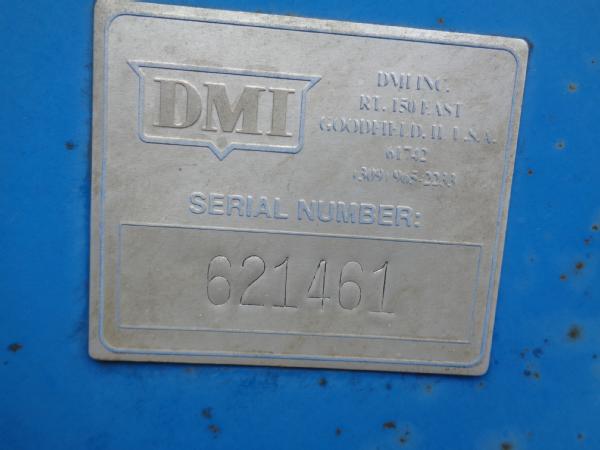 DMI
DMI INC.
RT. 150 EAST
GOODFIELD, IL U.S.A.
61742
(309) 965-2233
SERIAL NUMBER:
621461